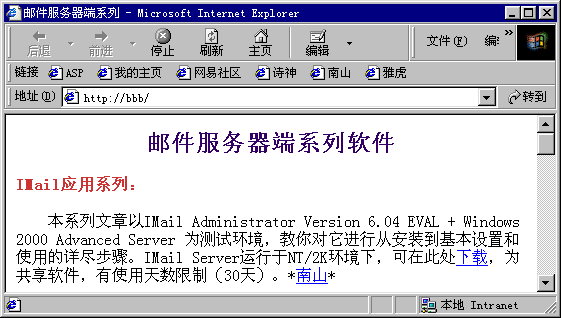 邮件服务器端系列 - Microsoft Internet Explorer
后退 前进 停止 刷新 主页 编辑 文件(F) 编辑 »
链接 ASP 我的主页 网易社区 诗神 南山 雅虎
地址(D) http://bbb/ 转到
邮件服务器端系列软件
IMail应用系列：
本系列文章以IMail Administrator Version 6.04 EVAL + Windows
2000 Advanced Server 为测试环境，教你对它进行从安装到基本设置和
使用的详尽步骤。IMail Server运行于NT/2K环境下，可在此处下载，为
共享软件，有使用天数限制（30天）。*南山*
本地 Intranet